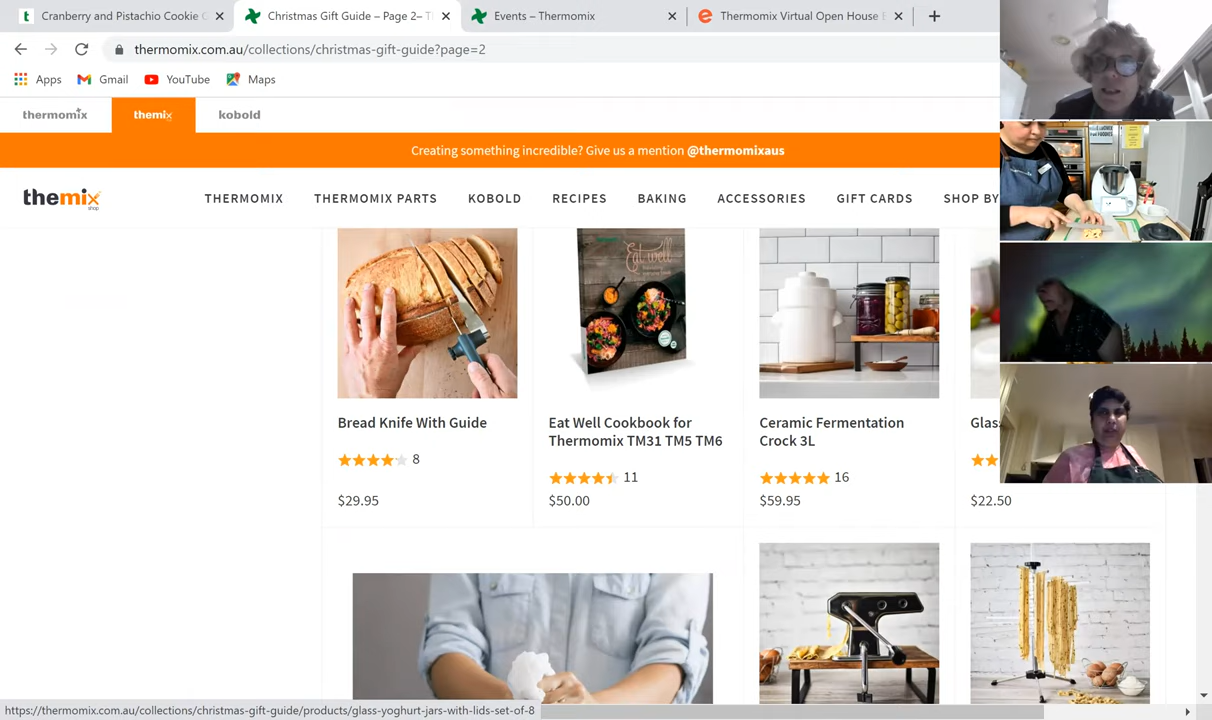 Cranberry and Pistachio Cookie
Christmas Gift Guide – Page 2– T
Events – Thermomix
Thermomix Virtual Open House
thermomix.com.au/collections/christmas-gift-guide?page=2
Apps
Gmail
YouTube
Maps
thermomix
themix
kobold
Creating something incredible? Give us a mention @thermomixaus
themix
shop
THERMOMIX
THERMOMIX PARTS
KOBOLD
RECIPES
BAKING
ACCESSORIES
GIFT CARDS
SHOP BY
Eat well
Bread Knife With Guide
8
$29.95
Eat Well Cookbook for
Thermomix TM31 TM5 TM6
11
$50.00
Ceramic Fermentation
Crock 3L
16
$59.95
Glas
$22.50
https://thermomix.com.au/collections/christmas-gift-guide/products/glass-yoghurt-jars-with-lids-set-of-8